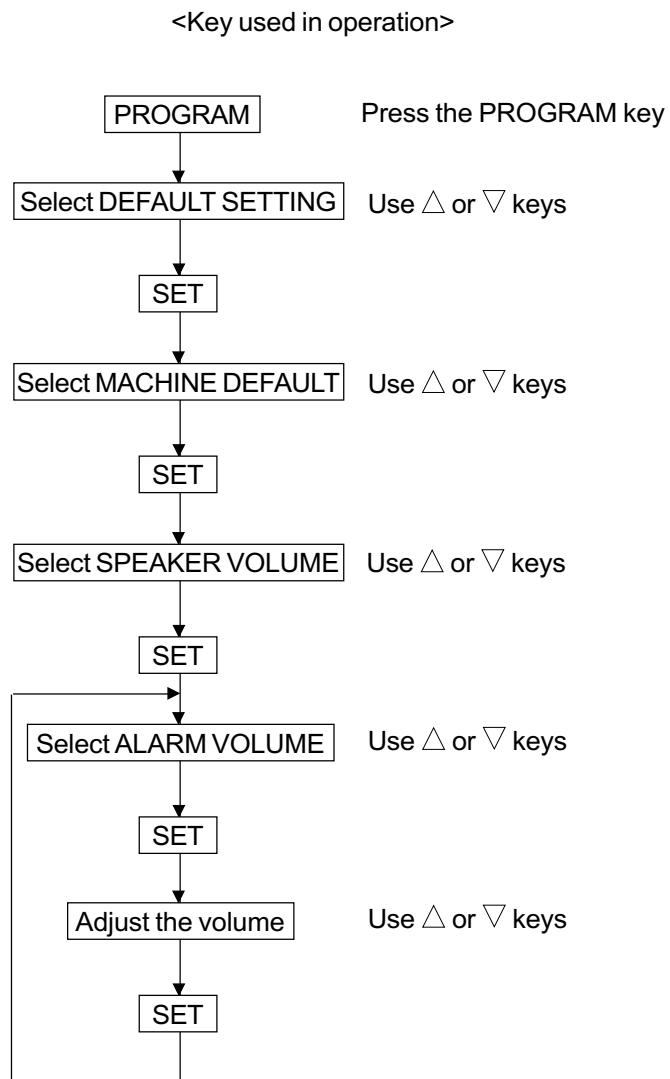 <Key used in operation>
PROGRAM Press the PROGRAM key
Select DEFAULT SETTING Use △ or ▽ keys
SET
Select MACHINE DEFAULT Use △ or ▽ keys
SET
Select SPEAKER VOLUME Use △ or ▽ keys
SET
Select ALARM VOLUME Use △ or ▽ keys
SET
Adjust the volume Use △ or ▽ keys
SET